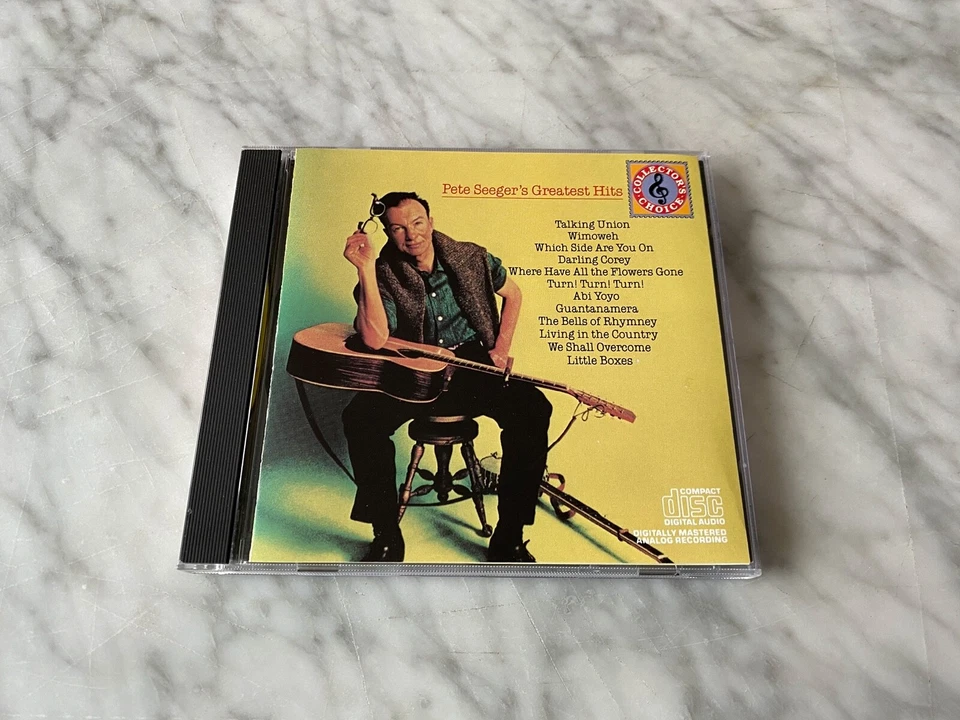 Pete Seeger's Greatest Hits
COLLECTOR'S
CHOICE
Talking Union
Wimoweh
Which Side Are You On
Darling Corey
Where Have All the Flowers Gone
Turn! Turn! Turn!
Abi Yoyo
Guantanamera
The Bells of Rhymney
Living in the Country
We Shall Overcome
Little Boxes
COMPACT
disc
DIGITAL AUDIO
DIGITALLY MASTERED
ANALOG RECORDING